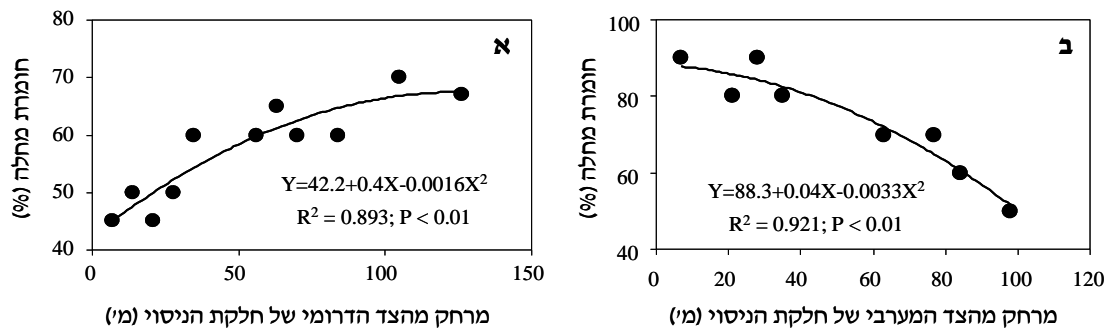 א
חומרת מחלה (%)
80
70
60
50
40
Y=42.2+0.4X-0.0016X²
R² = 0.893; P < 0.01
0 50 100 150
מרחק מהצד הדרומי של חלקת הניסוי (מ')
ב
חומרת מחלה (%)
100
80
60
40
Y=88.3+0.04X-0.0033X²
R² = 0.921; P < 0.01
0 20 40 60 80 100 120
מרחק מהצד המערבי של חלקת הניסוי (מ')